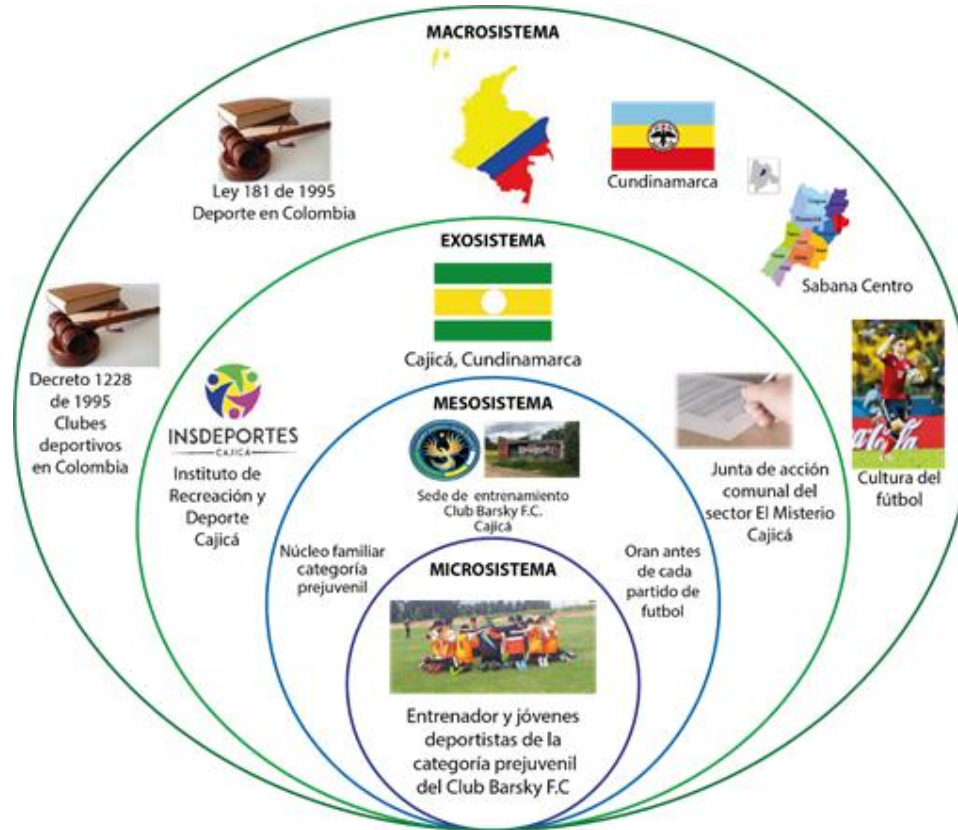 MACROSISTEMA
Ley 181 de 1995
Deporte en Colombia
Cundinamarca
Sabana Centro
Decreto 1228
de 1995
Clubes
deportivos
en Colombia
Cultura del
fútbol
EXOSISTEMA
Cajicá, Cundinamarca
INSDEPORTES
CAJICÁ
Instituto de
Recreación y
Deporte
Cajicá
Junta de acción
comunal del
sector El Misterio
Cajicá
MESOSISTEMA
Sede de entrenamiento
Club Barsky F.C.
Cajicá
Núcleo familiar
categoría
prejuvenil
Oran antes
de cada
partido de
futbol
MICROSISTEMA
Entrenador y jóvenes
deportistas de la
categoría prejuvenil
del Club Barsky F.C